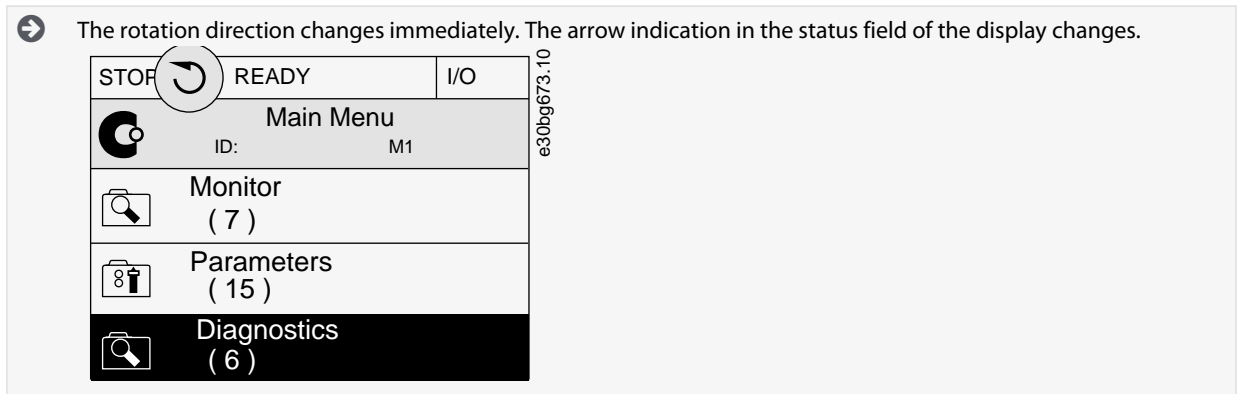 The rotation direction changes immediately. The arrow indication in the status field of the display changes.
STOP READY I/O
Main Menu
ID: M1
Monitor
( 7 )
Parameters
( 15 )
Diagnostics
( 6 )
e30bg673.10